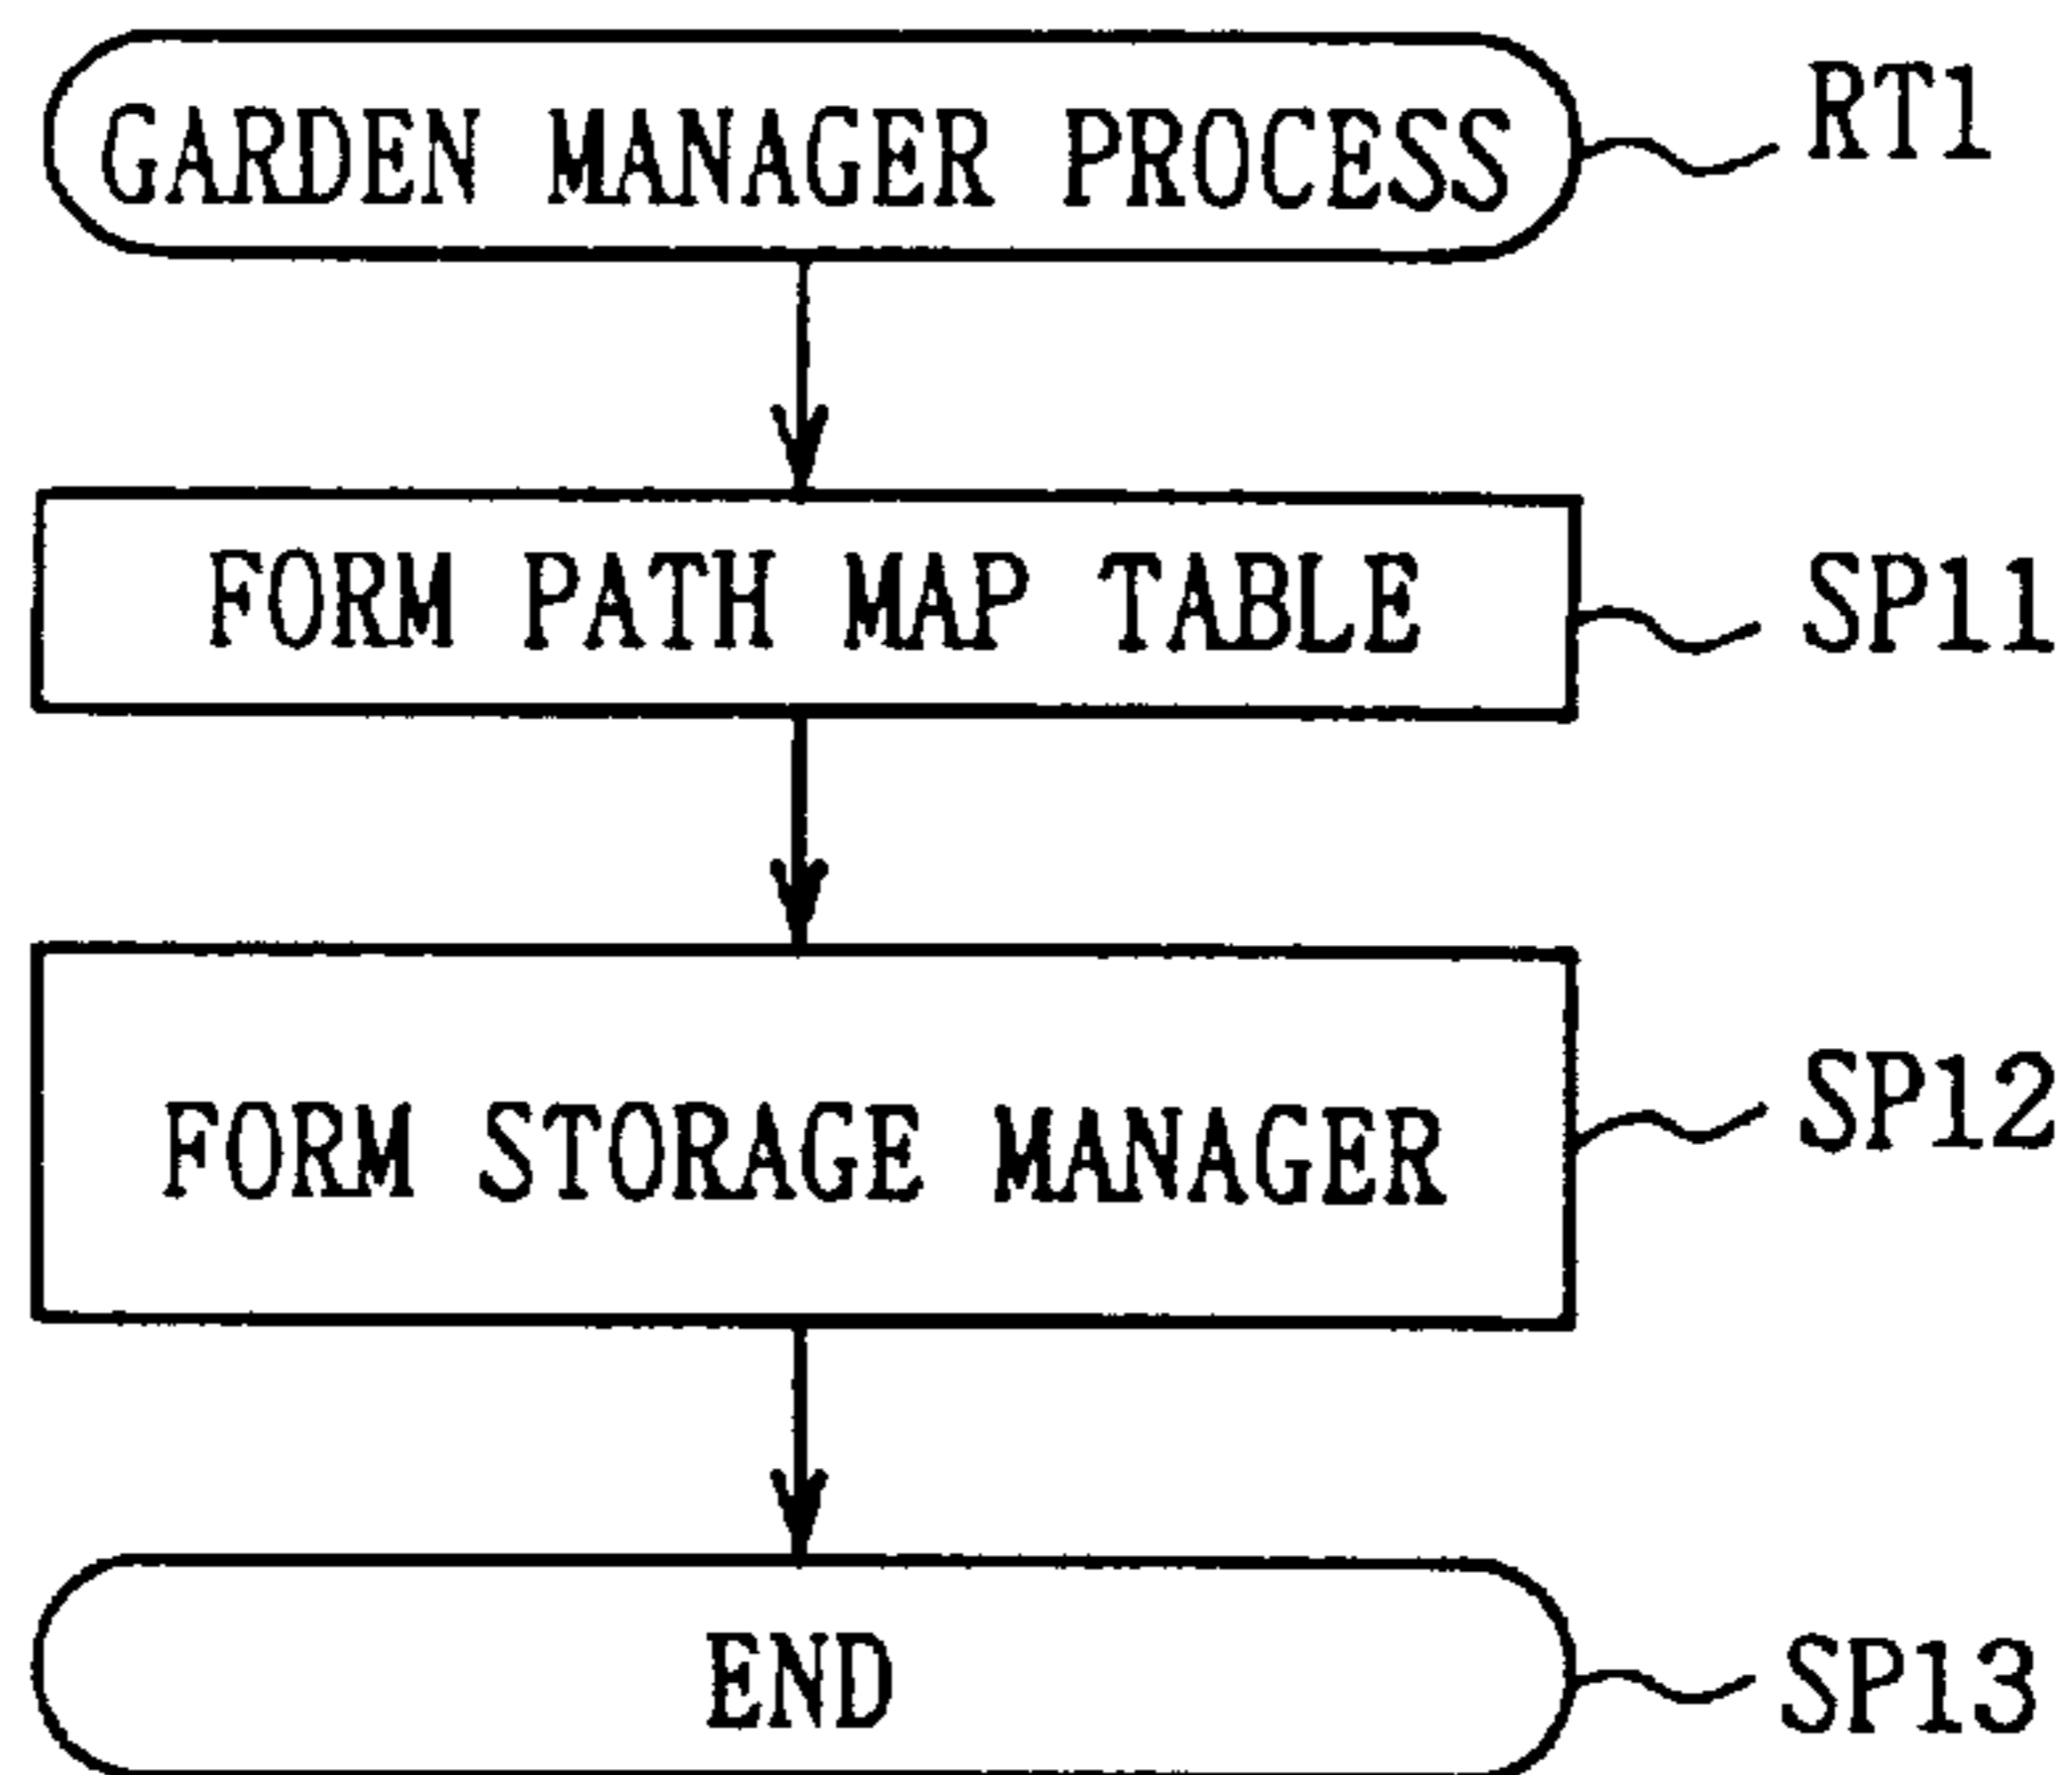 GARDEN MANAGER PROCESS
RT1
FORM PATH MAP TABLE
SP11
FORM STORAGE MANAGER
SP12
END
SP13